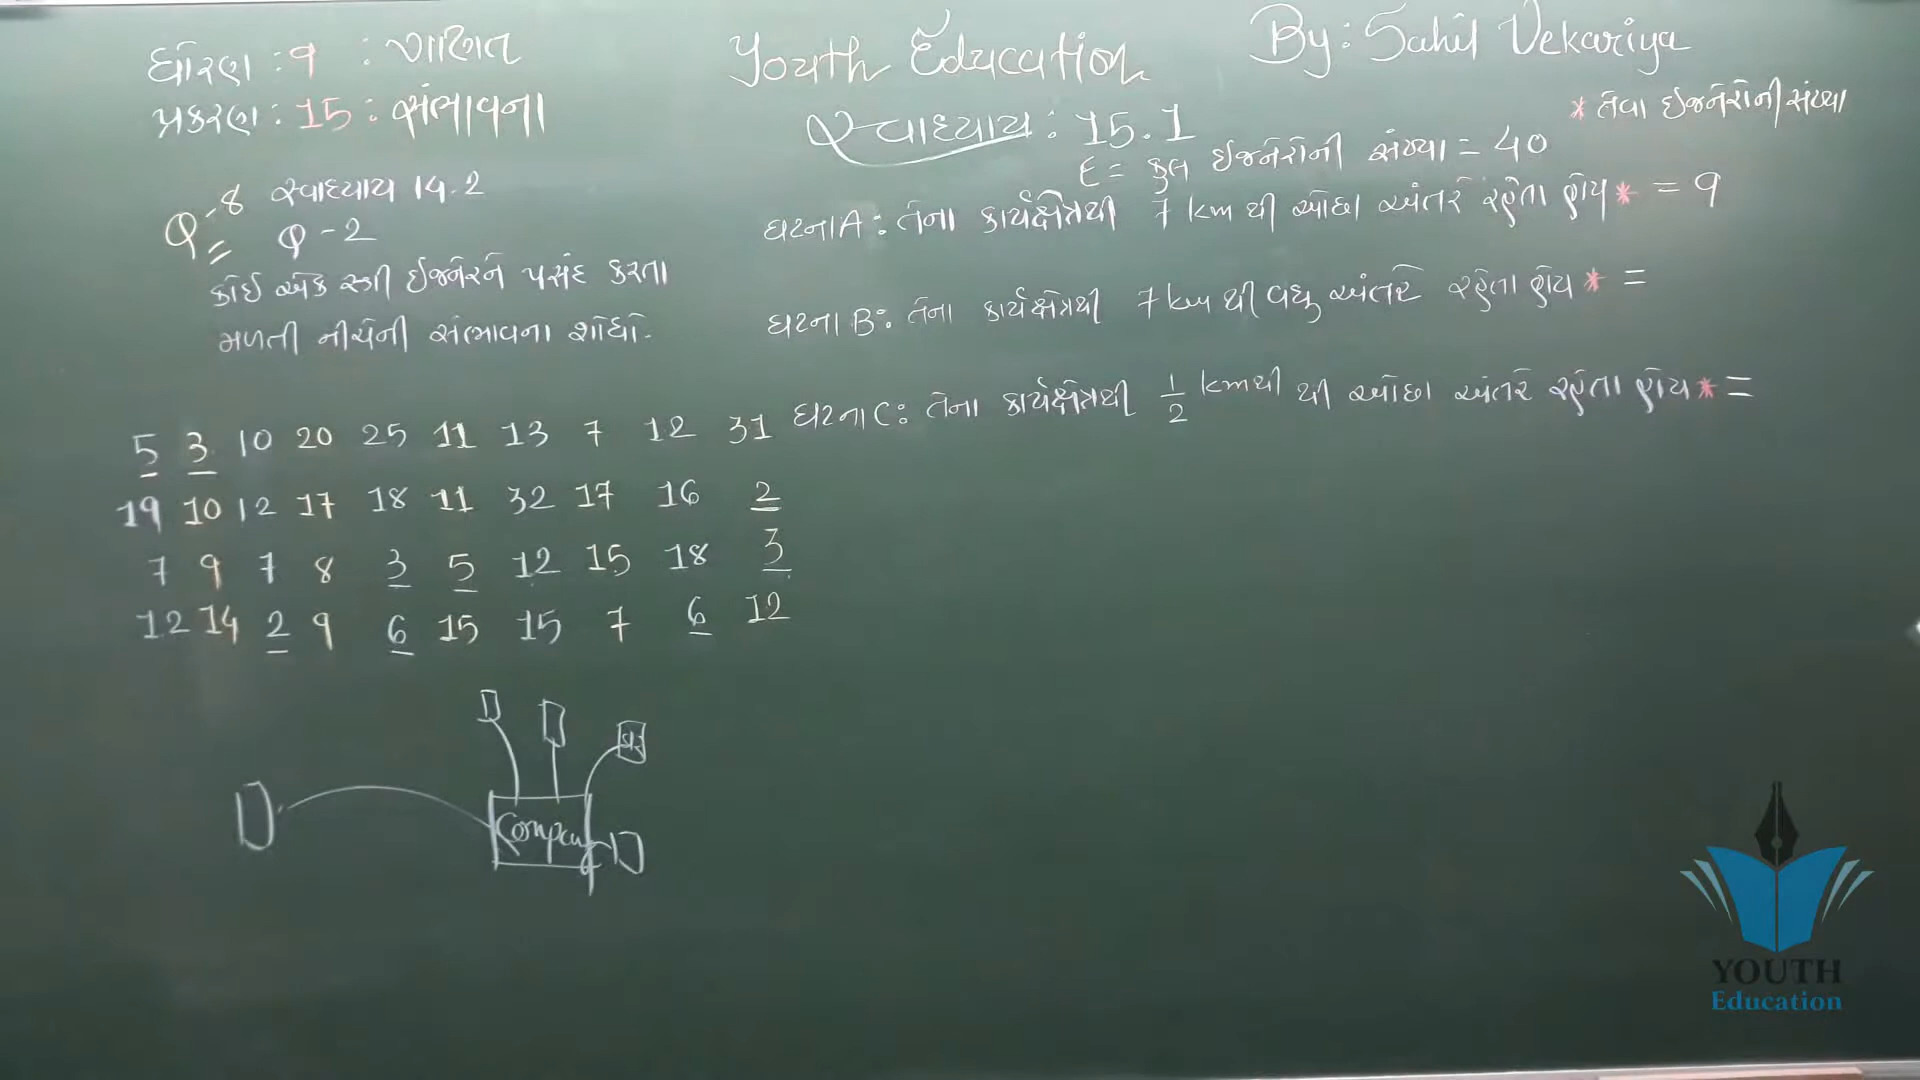 ધોરણ : 9 : ગણિત
પ્રકરણ : 15 : સંભાવના
Youth Education
By: Sahil Vekariya
સ્વાધ્યાય : 15.1
* તેવા ઈજનેરોની સંખ્યા
E = કુલ ઈજનેરોની સંખ્યા = 40
Q-8 સ્વાધ્યાય 14.2
Q-2
કોઈ એક સ્ત્રી ઈજનેરને પસંદ કરતા
મળતી નીચેની સંભાવના શોધો.
ઘટના A: તેના કાર્યક્ષેત્રથી 7 km થી ઓછા અંતરે રહેતા હોય * = 9
ઘટના B: તેના કાર્યક્ષેત્રથી 7 km થી વધુ અંતરે રહેતા હોય * =
ઘટના C: તેના કાર્યક્ષેત્રથી 1/2 kmથી થી ઓછા અંતરે રહેતા હોય * =
5 3 10 20 25 11 13 7 12 31
19 10 12 17 18 11 32 17 16 2
7 9 7 8 3 5 12 15 18 3
12 14 2 9 6 15 15 7 6 12
Company
YOUTH
Education